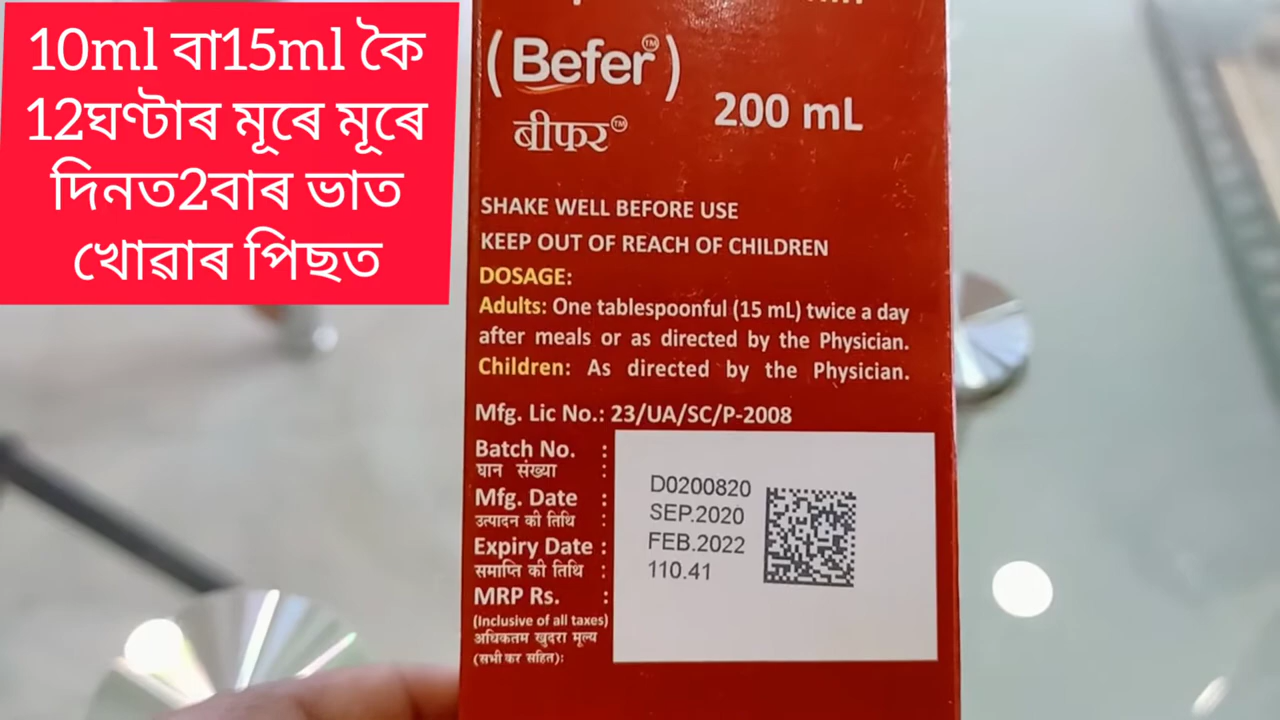 10ml বা15ml কৈ
12ঘণ্টাৰ মূৰে মূৰে
দিনত2বাৰ ভাত
খোৱাৰ পিছত
(Befer™)
200 mL
बीफर™
SHAKE WELL BEFORE USE
KEEP OUT OF REACH OF CHILDREN
DOSAGE:
Adults: One tablespoonful (15 mL) twice a day
after meals or as directed by the Physician.
Children: As directed by the Physician.
Mfg. Lic No.: 23/UA/SC/P-2008
Batch No. : D0200820
घान संख्या :
Mfg. Date : SEP.2020
उत्पादन की तिथि :
Expiry Date : FEB.2022
समाप्ति की तिथि :
MRP Rs. : 110.41
(Inclusive of all taxes)
अधिकतम खुदरा मूल्य
(सभी कर सहित):